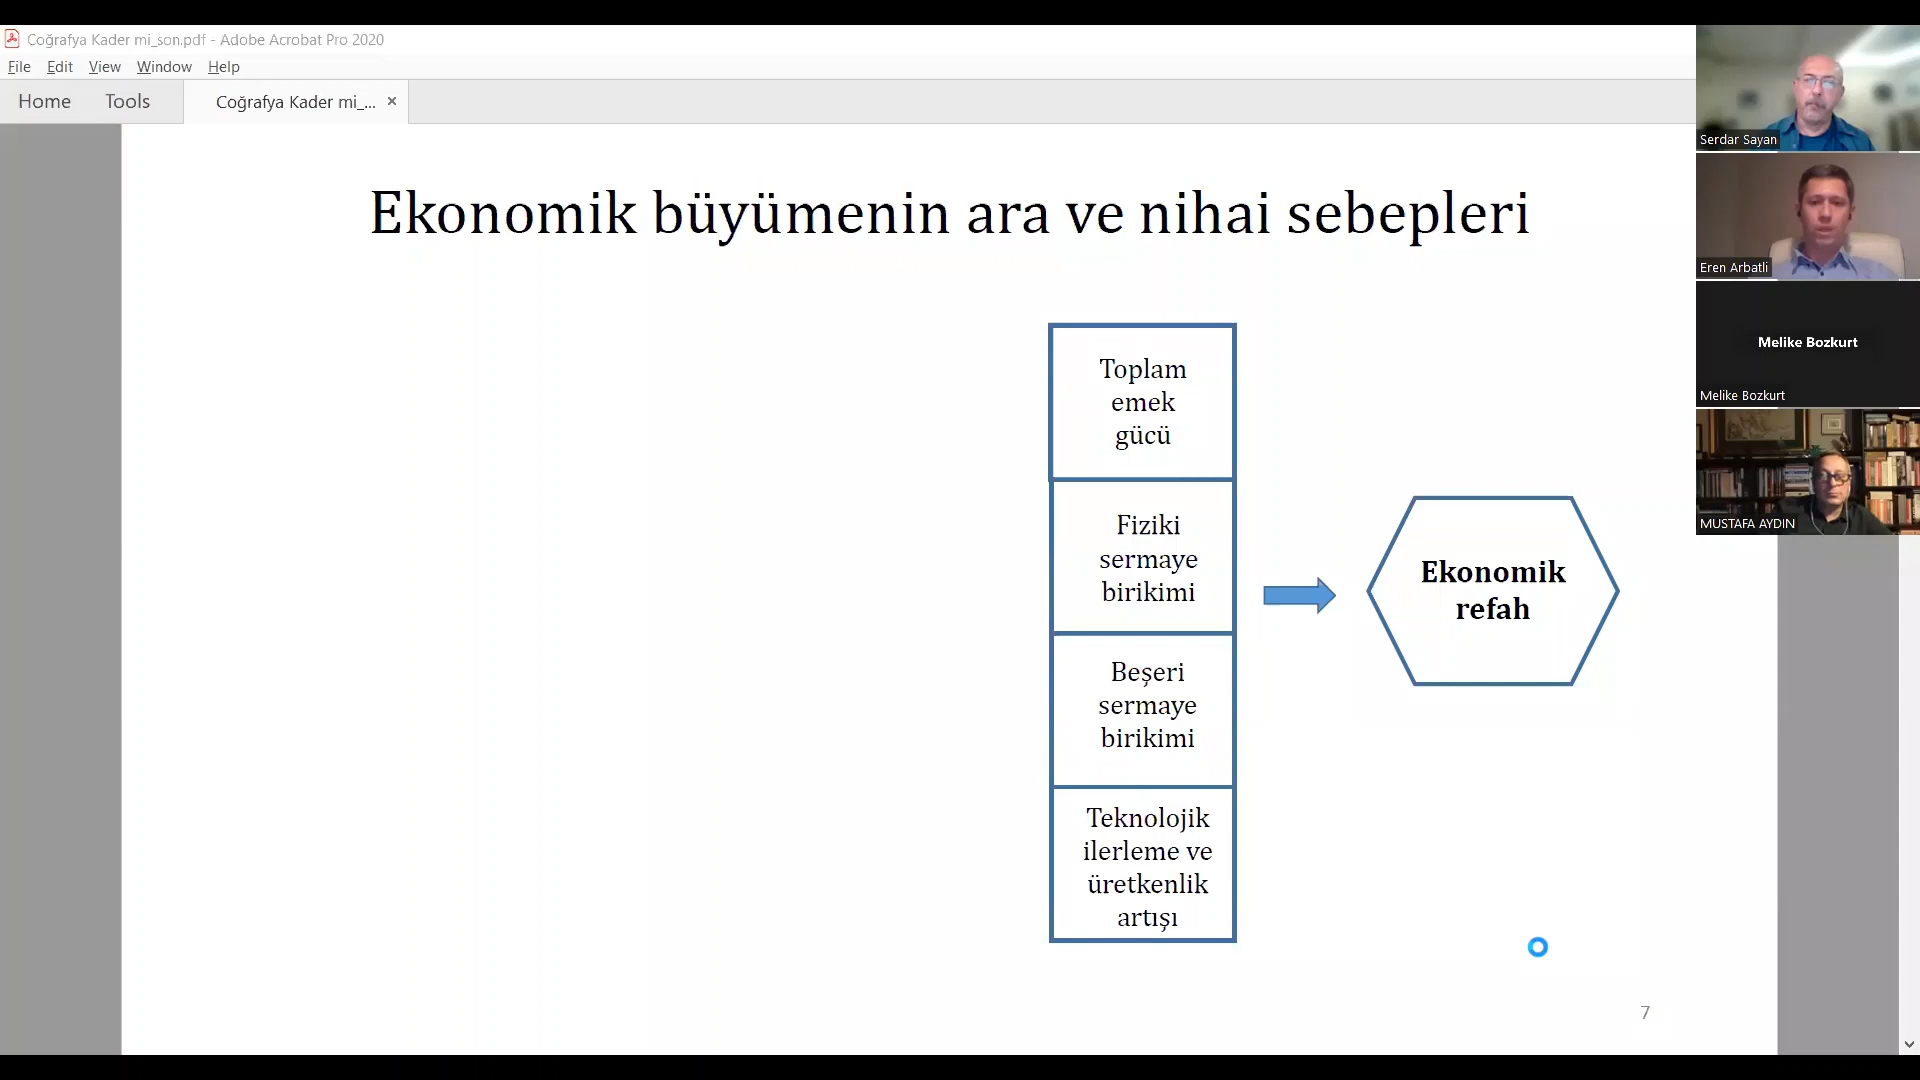 Coğrafya Kader mi_son.pdf - Adobe Acrobat Pro 2020
File Edit View Window Help
Home Tools Coğrafya Kader mi_... ×
Ekonomik büyümenin ara ve nihai sebepleri
Toplam
emek
gücü
Fiziki
sermaye
birikimi
Beşeri
sermaye
birikimi
Teknolojik
ilerleme ve
üretkenlik
artışı
Ekonomik
refah
7
Serdar Sayan
Eren Arbatli
Melike Bozkurt
Melike Bozkurt
MUSTAFA AYDIN